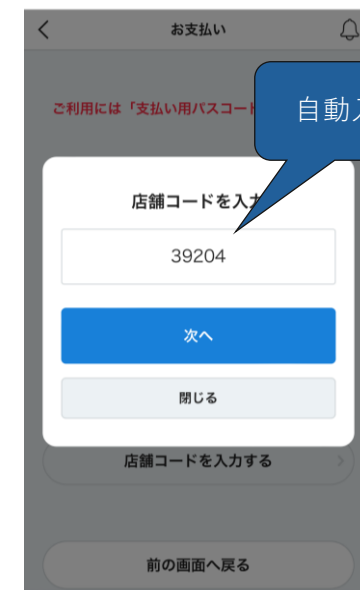 お支払い
ご利用には「支払い用パスコード
自動
店舗コードを入
39204
次へ
閉じる
店舗コードを入力する
前の画面へ戻る